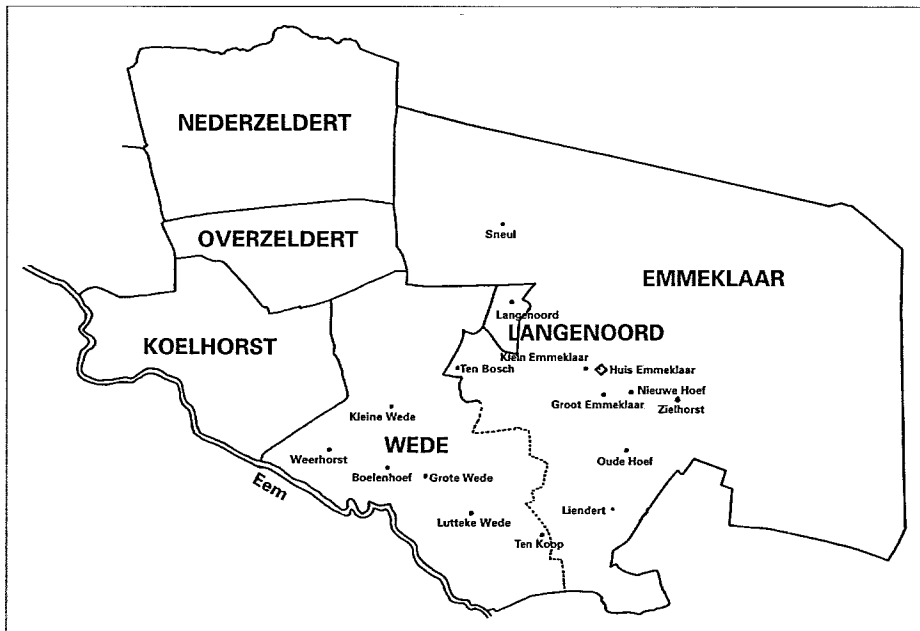 NEDERZELDERT
OVERZELDERT
Sneul
EMMEKLAAR
Langenoord
LANGENOORD
KOELHORST
Klein Emmeklaar
Ten Bosch
Huis Emmeklaar
Nieuwe Hoef
Groot Emmeklaar
Zielhorst
Kleine Wede
WEDE
Weerhorst
Oude Hoef
Boelenhoef
Grote Wede
Eem
Lutteke Wede
Liendert
Ten Koop